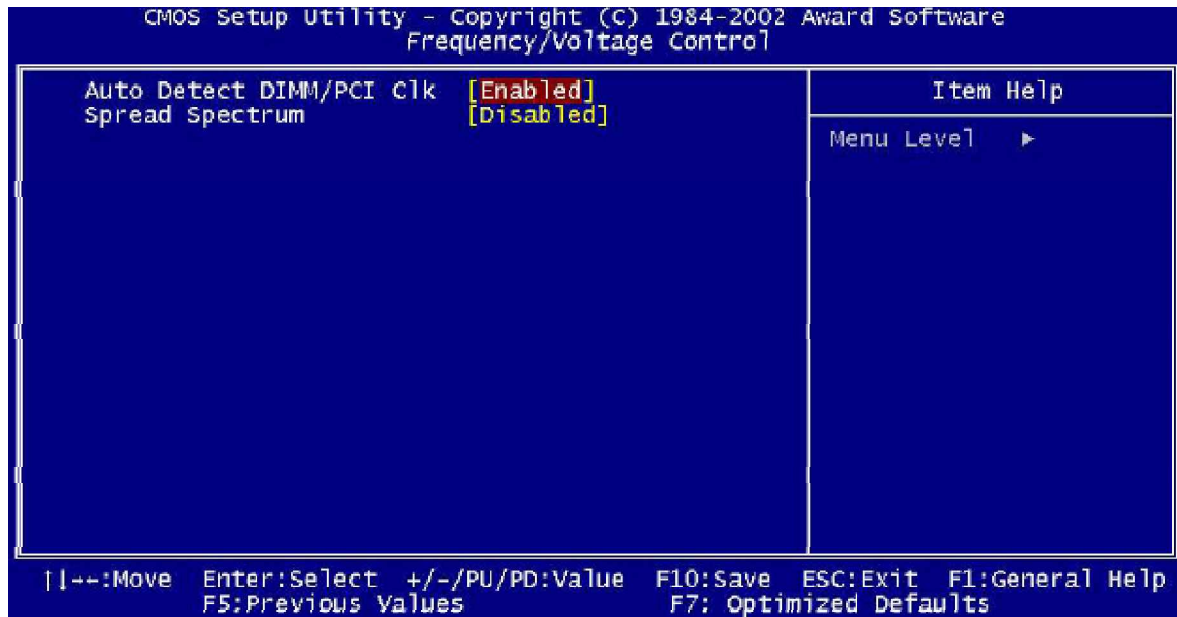 CMOS Setup Utility - Copyright (C) 1984-2002 Award Software
Frequency/Voltage Control
Auto Detect DIMM/PCI Clk [Enabled]
Spread Spectrum [Disabled]
Item Help
Menu Level ►
↑↓→←:Move Enter:Select +/-/PU/PD:Value F10:Save ESC:Exit F1:General Help
F5:Previous Values F7: Optimized Defaults